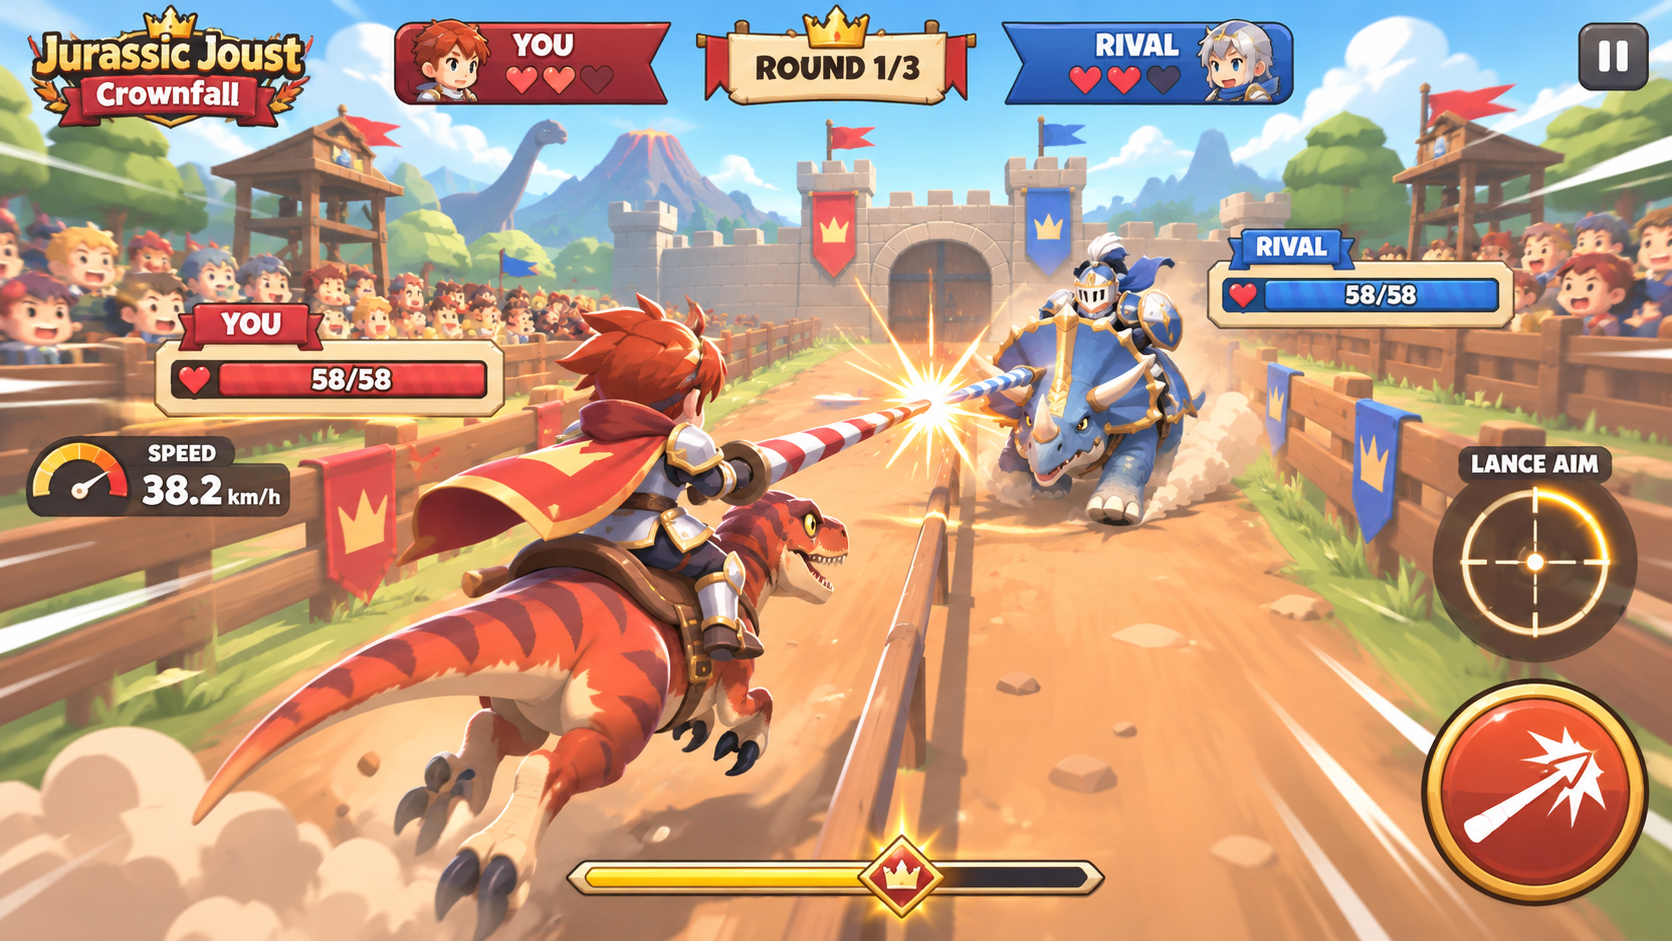 Jurassic Joust
Crownfall
YOU
ROUND 1/3
RIVAL
RIVAL
58/58
YOU
58/58
SPEED
38.2 km/h
LANCE AIM